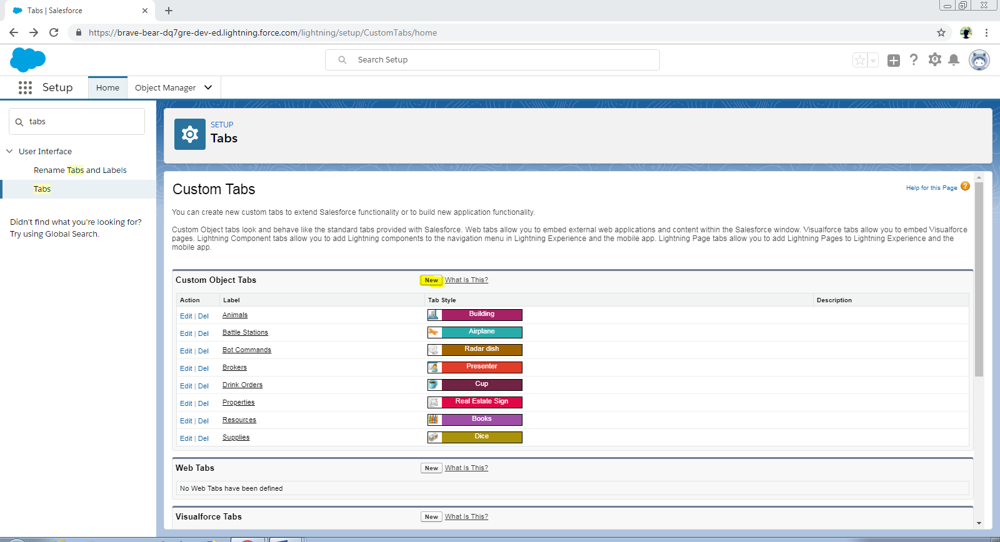 Tabs | Salesforce
https://brave-bear-dq7gre-dev-ed.lightning.force.com/lightning/setup/CustomTabs/home
Search Setup
Setup
Home
Object Manager
tabs
User Interface
Rename Tabs and Labels
Tabs
Didn't find what you're looking for?
Try using Global Search.
SETUP
Tabs
Custom Tabs
Help for this Page ?
You can create new custom tabs to extend Salesforce functionality or to build new application functionality.
Custom Object tabs look and behave like the standard tabs provided with Salesforce. Web tabs allow you to embed external web applications and content within the Salesforce window. Visualforce tabs allow you to embed Visualforce
pages. Lightning Component tabs allow you to add Lightning components to the navigation menu in Lightning Experience and the mobile app. Lightning Page tabs allow you to add Lightning Pages to Lightning Experience and the
mobile app.
Custom Object Tabs New What Is This?
Action Label Tab Style Description
Edit | Del Animals Building
Edit | Del Battle Stations Airplane
Edit | Del Bot Commands Radar dish
Edit | Del Brokers Presenter
Edit | Del Drink Orders Cup
Edit | Del Properties Real Estate Sign
Edit | Del Resources Books
Edit | Del Supplies Dice
Web Tabs New What Is This?
No Web Tabs have been defined
Visualforce Tabs New What Is This?